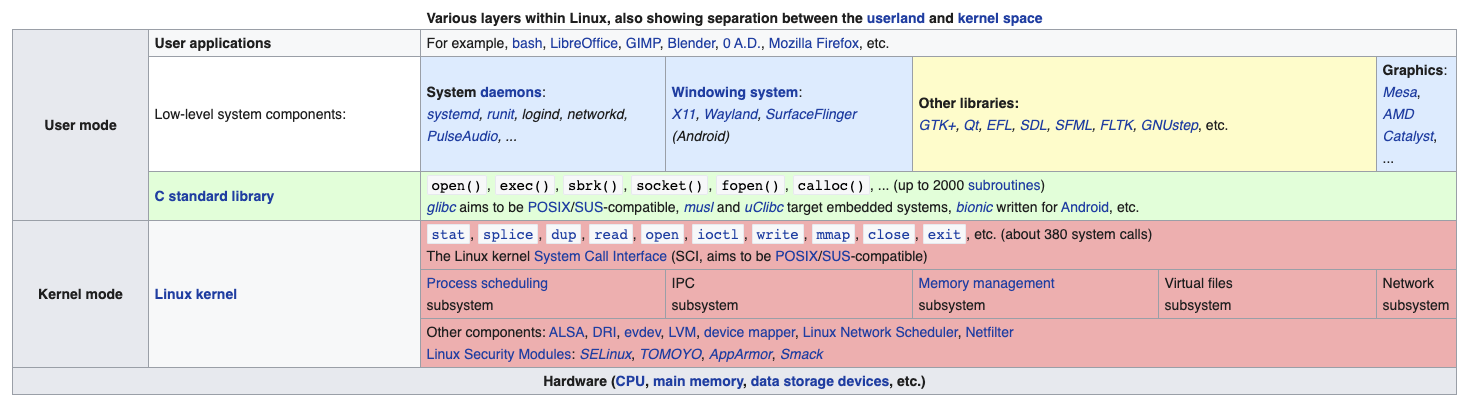 Various layers within Linux, also showing separation between the userland and kernel space
User mode
User applications
For example, bash, LibreOffice, GIMP, Blender, 0 A.D., Mozilla Firefox, etc.
Low-level system components:
System daemons:
systemd, runit, logind, networkd,
PulseAudio, ...
Windowing system:
X11, Wayland, SurfaceFlinger
(Android)
Other libraries:
GTK+, Qt, EFL, SDL, SFML, FLTK, GNUstep, etc.
Graphics:
Mesa,
AMD
Catalyst,
...
C standard library
open(), exec(), sbrk(), socket(), fopen(), calloc(), ... (up to 2000 subroutines)
glibc aims to be POSIX/SUS-compatible, musl and uClibc target embedded systems, bionic written for Android, etc.
Kernel mode
Linux kernel
stat, splice, dup, read, open, ioctl, write, mmap, close, exit, etc. (about 380 system calls)
The Linux kernel System Call Interface (SCI, aims to be POSIX/SUS-compatible)
Process scheduling
subsystem
IPC
subsystem
Memory management
subsystem
Virtual files
subsystem
Network
subsystem
Other components: ALSA, DRI, evdev, LVM, device mapper, Linux Network Scheduler, Netfilter
Linux Security Modules: SELinux, TOMOYO, AppArmor, Smack
Hardware (CPU, main memory, data storage devices, etc.)